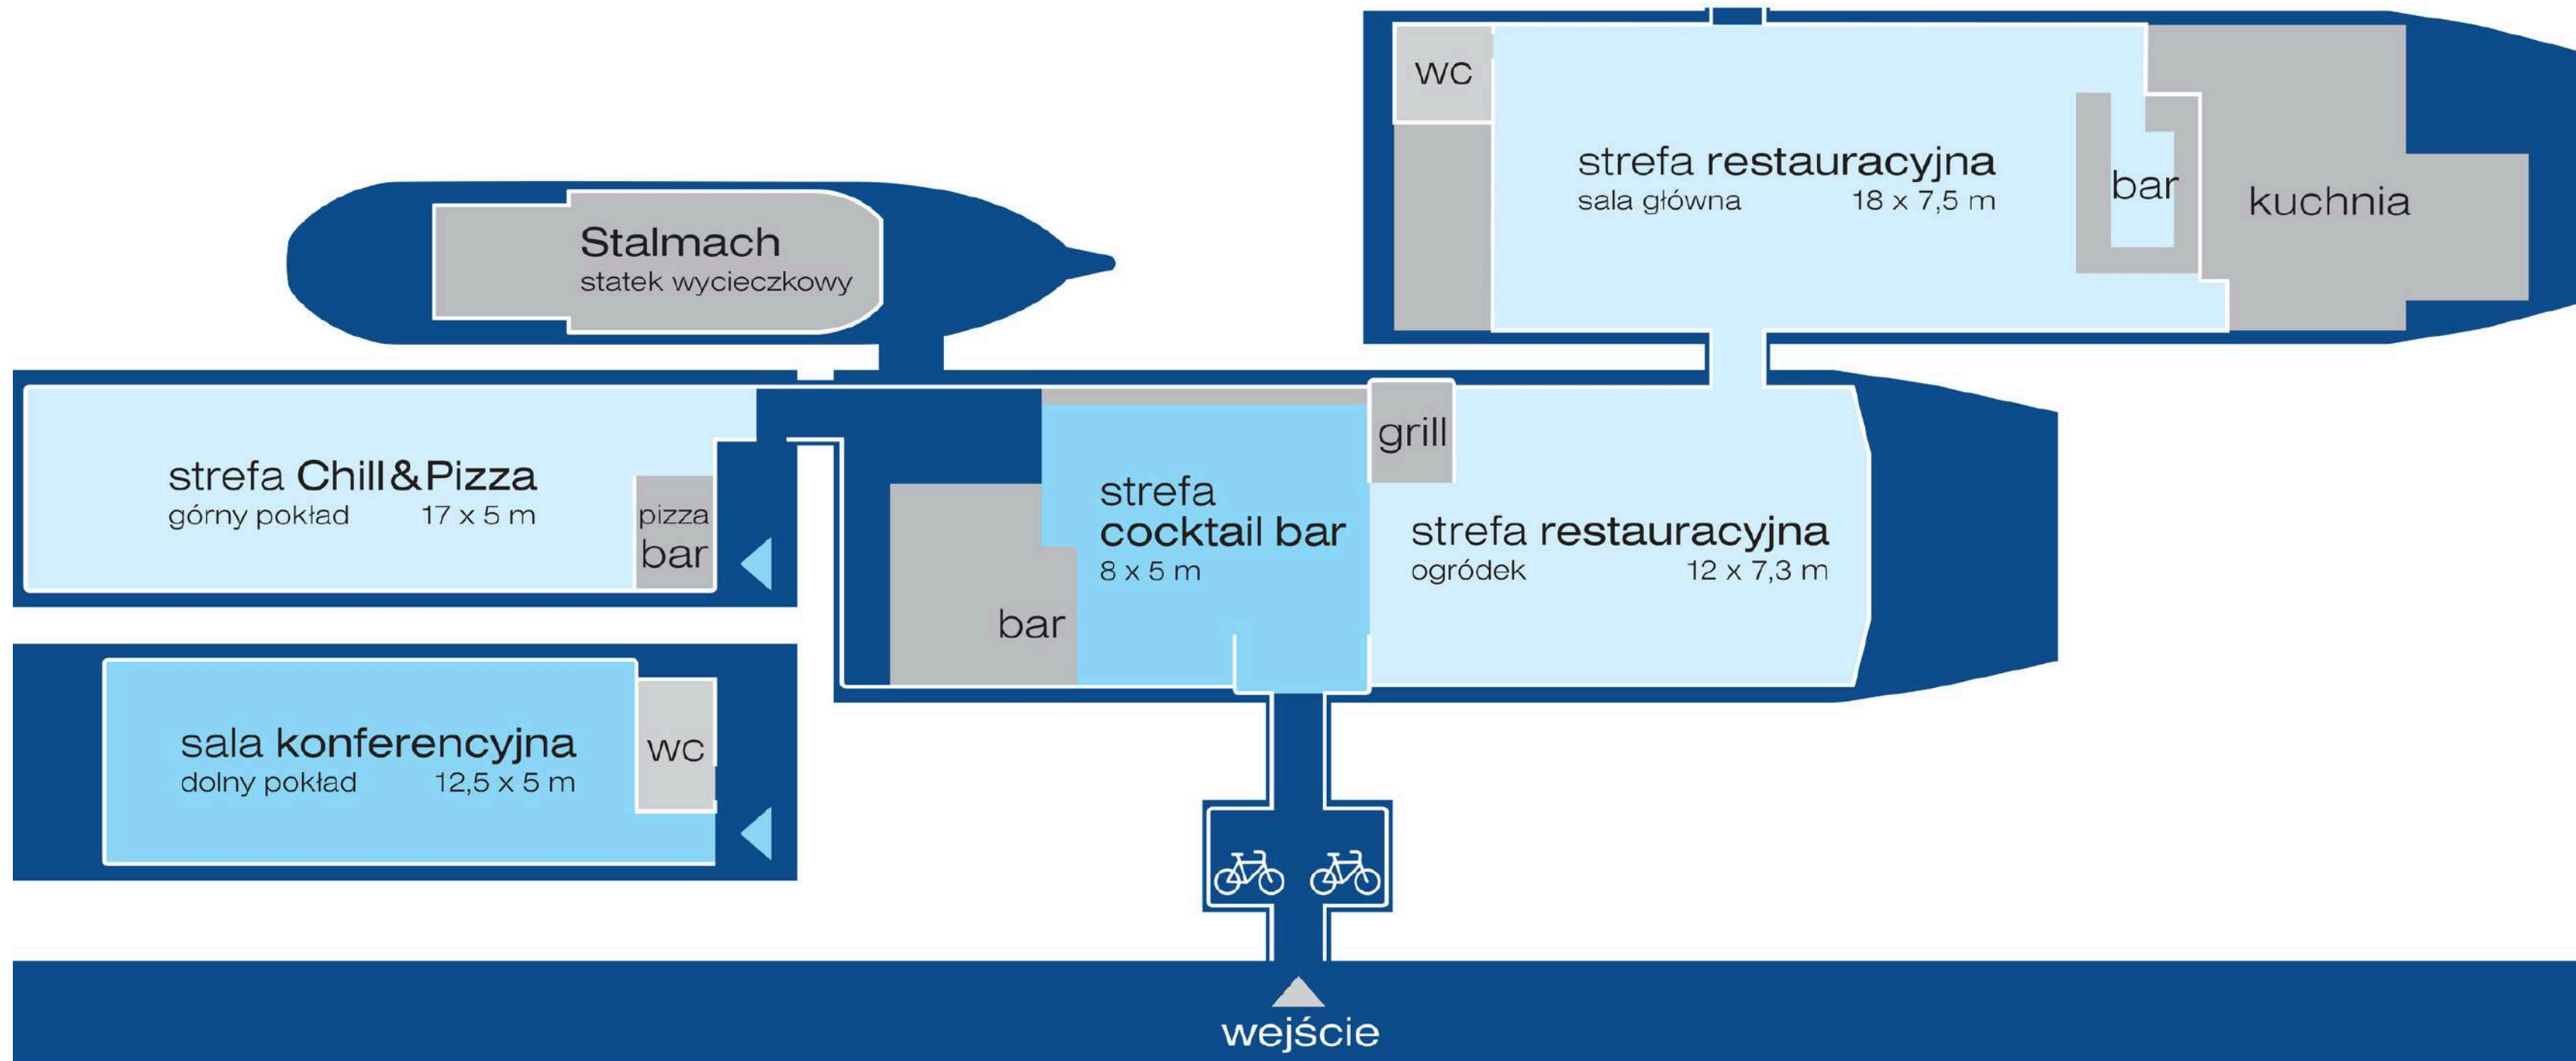 wc
strefa restauracyjna
sala główna 18 x 7,5 m
bar
kuchnia
Stalmach
statek wycieczkowy
strefa Chill&Pizza
górny pokład 17 x 5 m
pizza
bar
strefa
cocktail bar
8 x 5 m
bar
grill
strefa restauracyjna
ogródek 12 x 7,3 m
sala konferencyjna
dolny pokład 12,5 x 5 m
wc
wejście